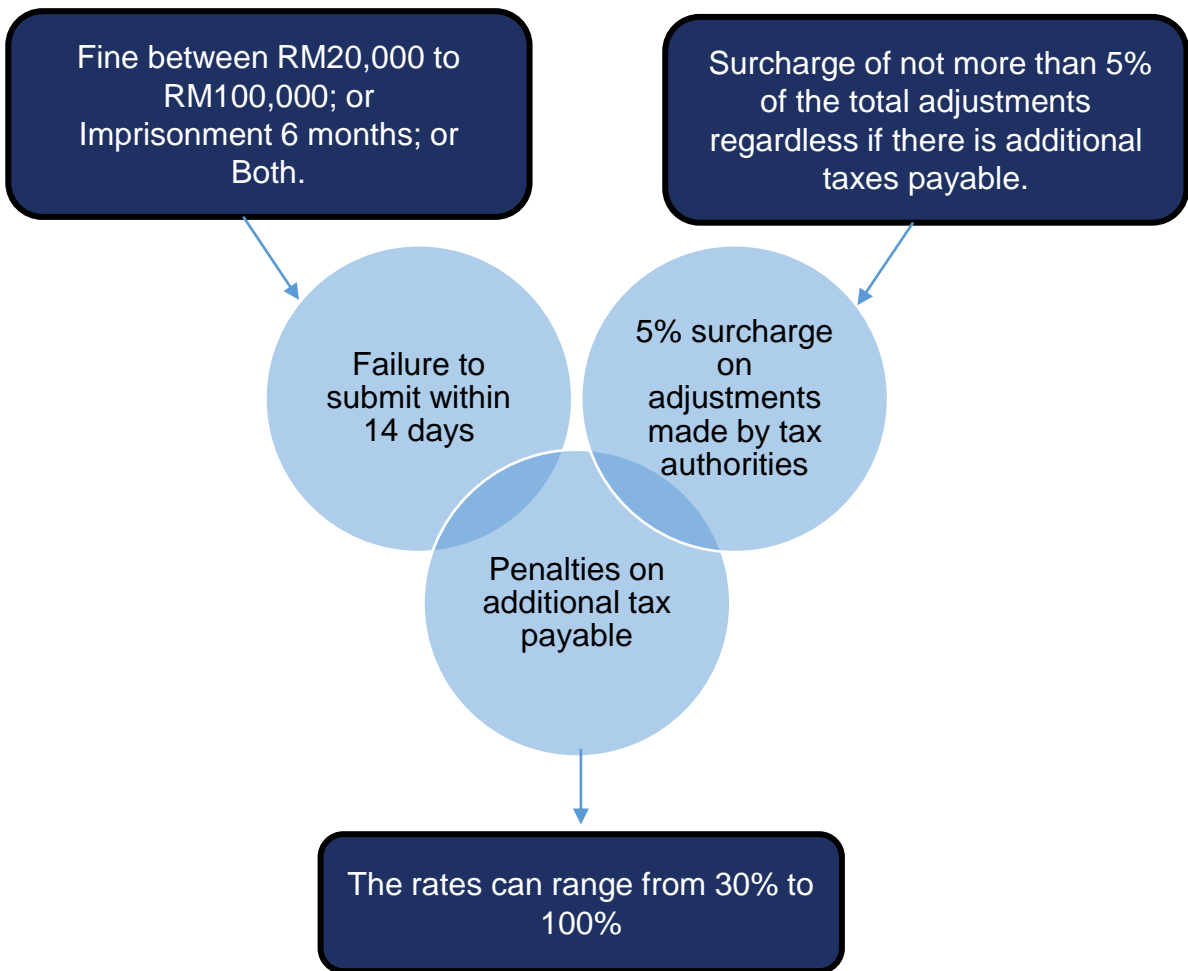 Fine between RM20,000 to
RM100,000; or
Imprisonment 6 months; or
Both.
Surcharge of not more than 5%
of the total adjustments
regardless if there is additional
taxes payable.
Failure to
submit within
14 days
5% surcharge
on
adjustments
made by tax
authorities
Penalties on
additional tax
payable
The rates can range from 30% to
100%